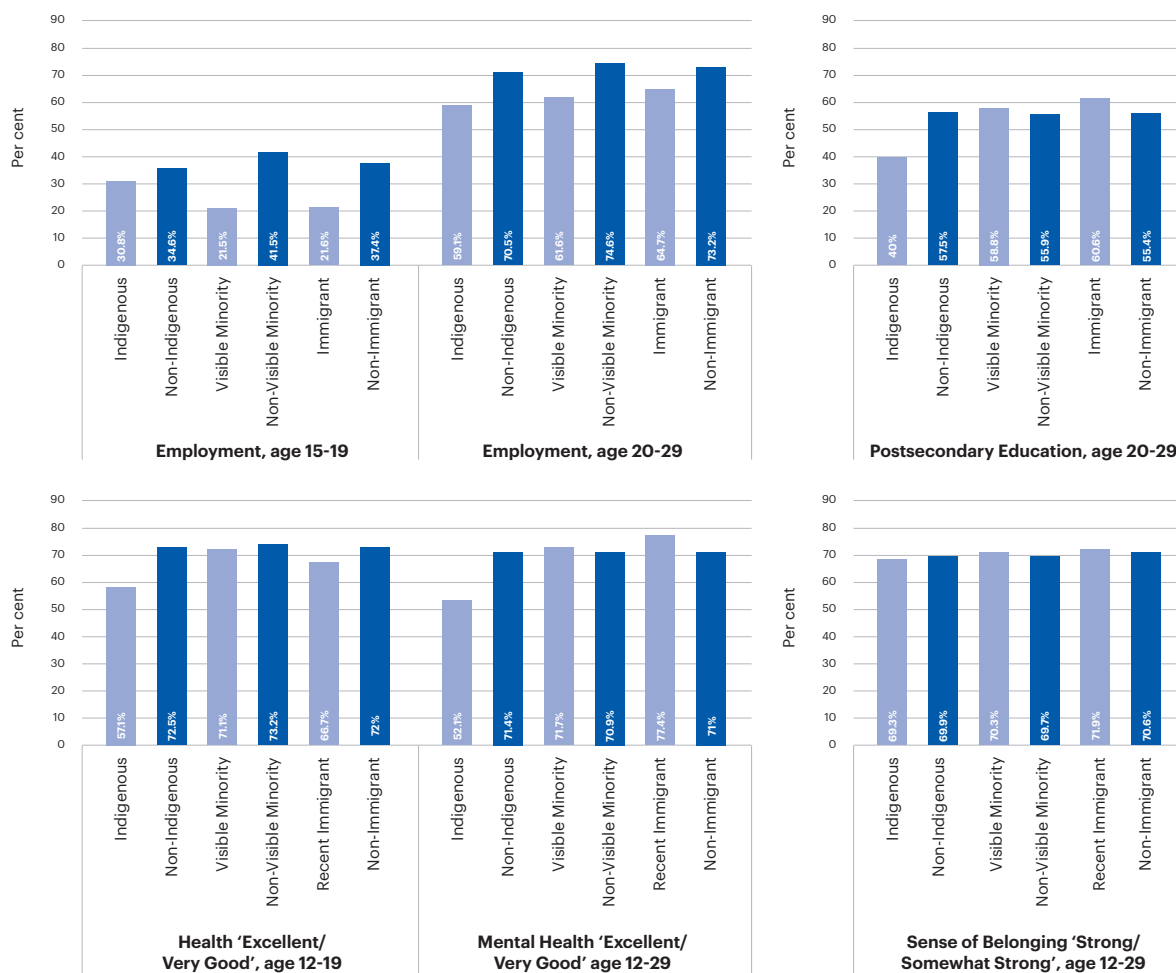 90
80
70
60
50
40
30
20
10
0
Per cent
30.8%
34.6%
21.5%
41.5%
21.6%
37.4%
59.1%
70.5%
61.6%
74.6%
64.7%
73.2%
Indigenous
Non-Indigenous
Visible Minority
Non-Visible Minority
Immigrant
Non-Immigrant
Indigenous
Non-Indigenous
Visible Minority
Non-Visible Minority
Immigrant
Non-Immigrant
Employment, age 15-19
Employment, age 20-29
90
80
70
60
50
40
30
20
10
0
Per cent
40%
57.5%
58.8%
55.9%
60.6%
55.4%
Indigenous
Non-Indigenous
Visible Minority
Non-Visible Minority
Immigrant
Non-Immigrant
Postsecondary Education, age 20-29
90
80
70
60
50
40
30
20
10
0
Per cent
57.1%
72.5%
71.1%
73.2%
66.7%
72%
52.1%
71.4%
71.7%
70.9%
77.4%
71%
Indigenous
Non-Indigenous
Visible Minority
Non-Visible Minority
Recent Immigrant
Non-Immigrant
Indigenous
Non-Indigenous
Visible Minority
Non-Visible Minority
Recent Immigrant
Non-Immigrant
Health ‘Excellent/
Very Good’, age 12-19
Mental Health ‘Excellent/
Very Good’ age 12-29
90
80
70
60
50
40
30
20
10
0
Per cent
69.3%
69.9%
70.3%
69.7%
71.9%
70.6%
Indigenous
Non-Indigenous
Visible Minority
Non-Visible Minority
Recent Immigrant
Non-Immigrant
Sense of Belonging ‘Strong/
Somewhat Strong’, age 12-29